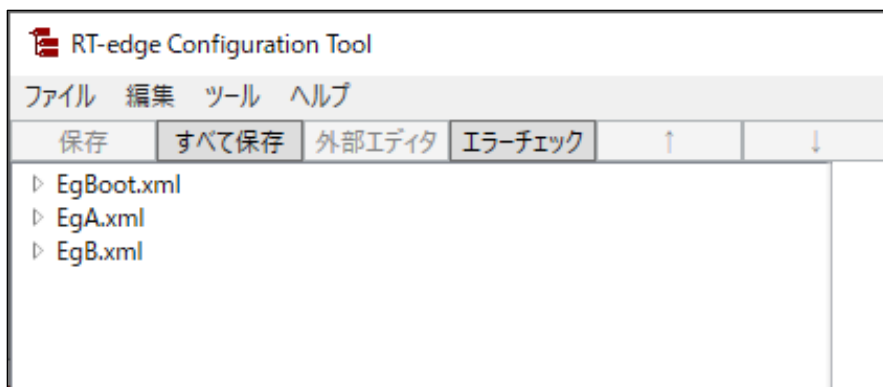 RT-edge Configuration Tool
ファイル 編集 ツール ヘルプ
保存 すべて保存 外部エディタ エラーチェック ↑ ↓
EgBoot.xml
EgA.xml
EgB.xml